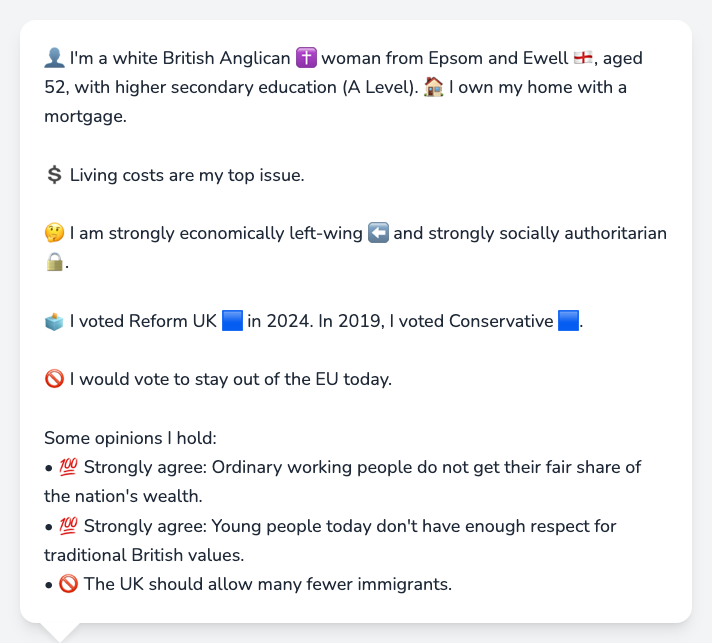 👤 I'm a white British Anglican ✝️ woman from Epsom and Ewell 🏴󠁧󠁢󠁥󠁮󠁧󠁿, aged
52, with higher secondary education (A Level). 🏠 I own my home with a
mortgage.
💲 Living costs are my top issue.
🤔 I am strongly economically left-wing ⬅️ and strongly socially authoritarian
🔒.
🗳️ I voted Reform UK 🟦 in 2024. In 2019, I voted Conservative 🟦.
🚫 I would vote to stay out of the EU today.
Some opinions I hold:
• 💯 Strongly agree: Ordinary working people do not get their fair share of
the nation's wealth.
• 💯 Strongly agree: Young people today don't have enough respect for
traditional British values.
• 🚫 The UK should allow many fewer immigrants.